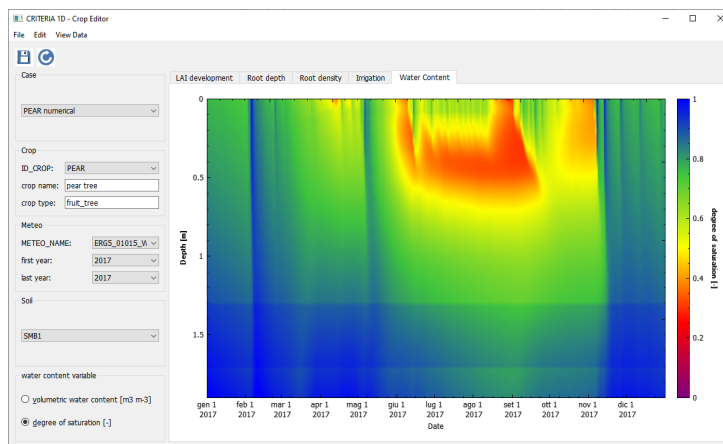 CRITERIA 1D - Crop Editor
File Edit View Data
Case
PEAR numerical
Crop
ID_CROP: PEAR
crop name: pear tree
crop type: fruit_tree
Meteo
METEO_NAME: ERG5_01015_VI
first year: 2017
last year: 2017
Soil
SMB1
water content variable
volumetric water content [m3 m-3]
degree of saturation [-]
LAI development Root depth Root density Irrigation Water Content
0
0.5
1
1.5
Depth [m]
gen 1 feb 1 mar 1 apr 1 mag 1 giu 1 lug 1 ago 1 set 1 ott 1 nov 1 dic 1
2017 2017 2017 2017 2017 2017 2017 2017 2017 2017 2017 2017
Date
1
0.8
0.6
0.4
0.2
0
degree of saturation [-]